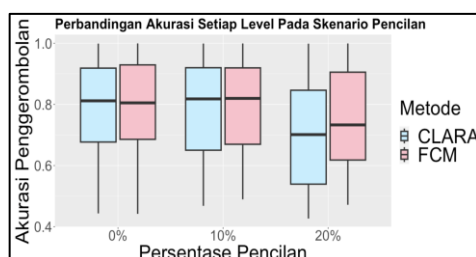 Perbandingan Akurasi Setiap Level Pada Skenario Pencilan
Akurasi Penggerombolan
1.0
0.8
0.6
0.4
0%
10%
20%
Persentase Pencilan
Metode
CLARA
FCM